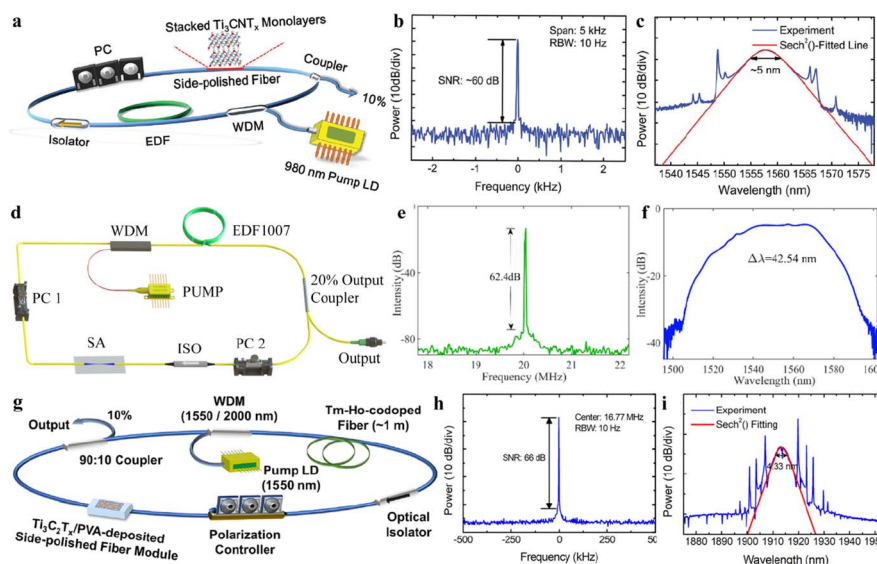 a
Stacked Ti₃CNTₓ Monolayers
PC
Side-polished Fiber
Coupler
10%
Isolator
EDF
WDM
980 nm Pump LD
b
Power (10dB/div)
Span: 5 kHz
RBW: 10 Hz
SNR: ~60 dB
-2 -1 0 1 2
Frequency (kHz)
c
Power (10 dB/div)
Experiment
Sech²()-Fitted Line
~5 nm
1540 1545 1550 1555 1560 1565 1570 1575
Wavelength (nm)
d
WDM
EDF1007
PC 1
PUMP
20% Output
Coupler
SA
ISO
PC 2
Output
e
Intensity (dB)
0
-40
-80
62.4dB
18 19 20 21 22
Frequency (MHz)
f
Intensity (dB)
0
-20
-40
Δλ=42.54 nm
1500 1520 1540 1560 1580 160
Wavelength (nm)
g
Output
10%
WDM
(1550 / 2000 nm)
Tm-Ho-codoped
Fiber (~1 m)
90:10 Coupler
Pump LD
(1550 nm)
Ti₃C₂Tₓ/PVA-deposited
Side-polished Fiber Module
Polarization
Controller
Optical
Isolator
h
Power (10 dB/div)
Center: 16.77 MHz
RBW: 10 Hz
SNR: 66 dB
-500 -250 0 250 50
Frequency (kHz)
i
Power (10 dB/div)
Experiment
Sech²() Fitting
4.33 nm
1880 1890 1900 1910 1920 1930 1940 195
Wavelength (nm)